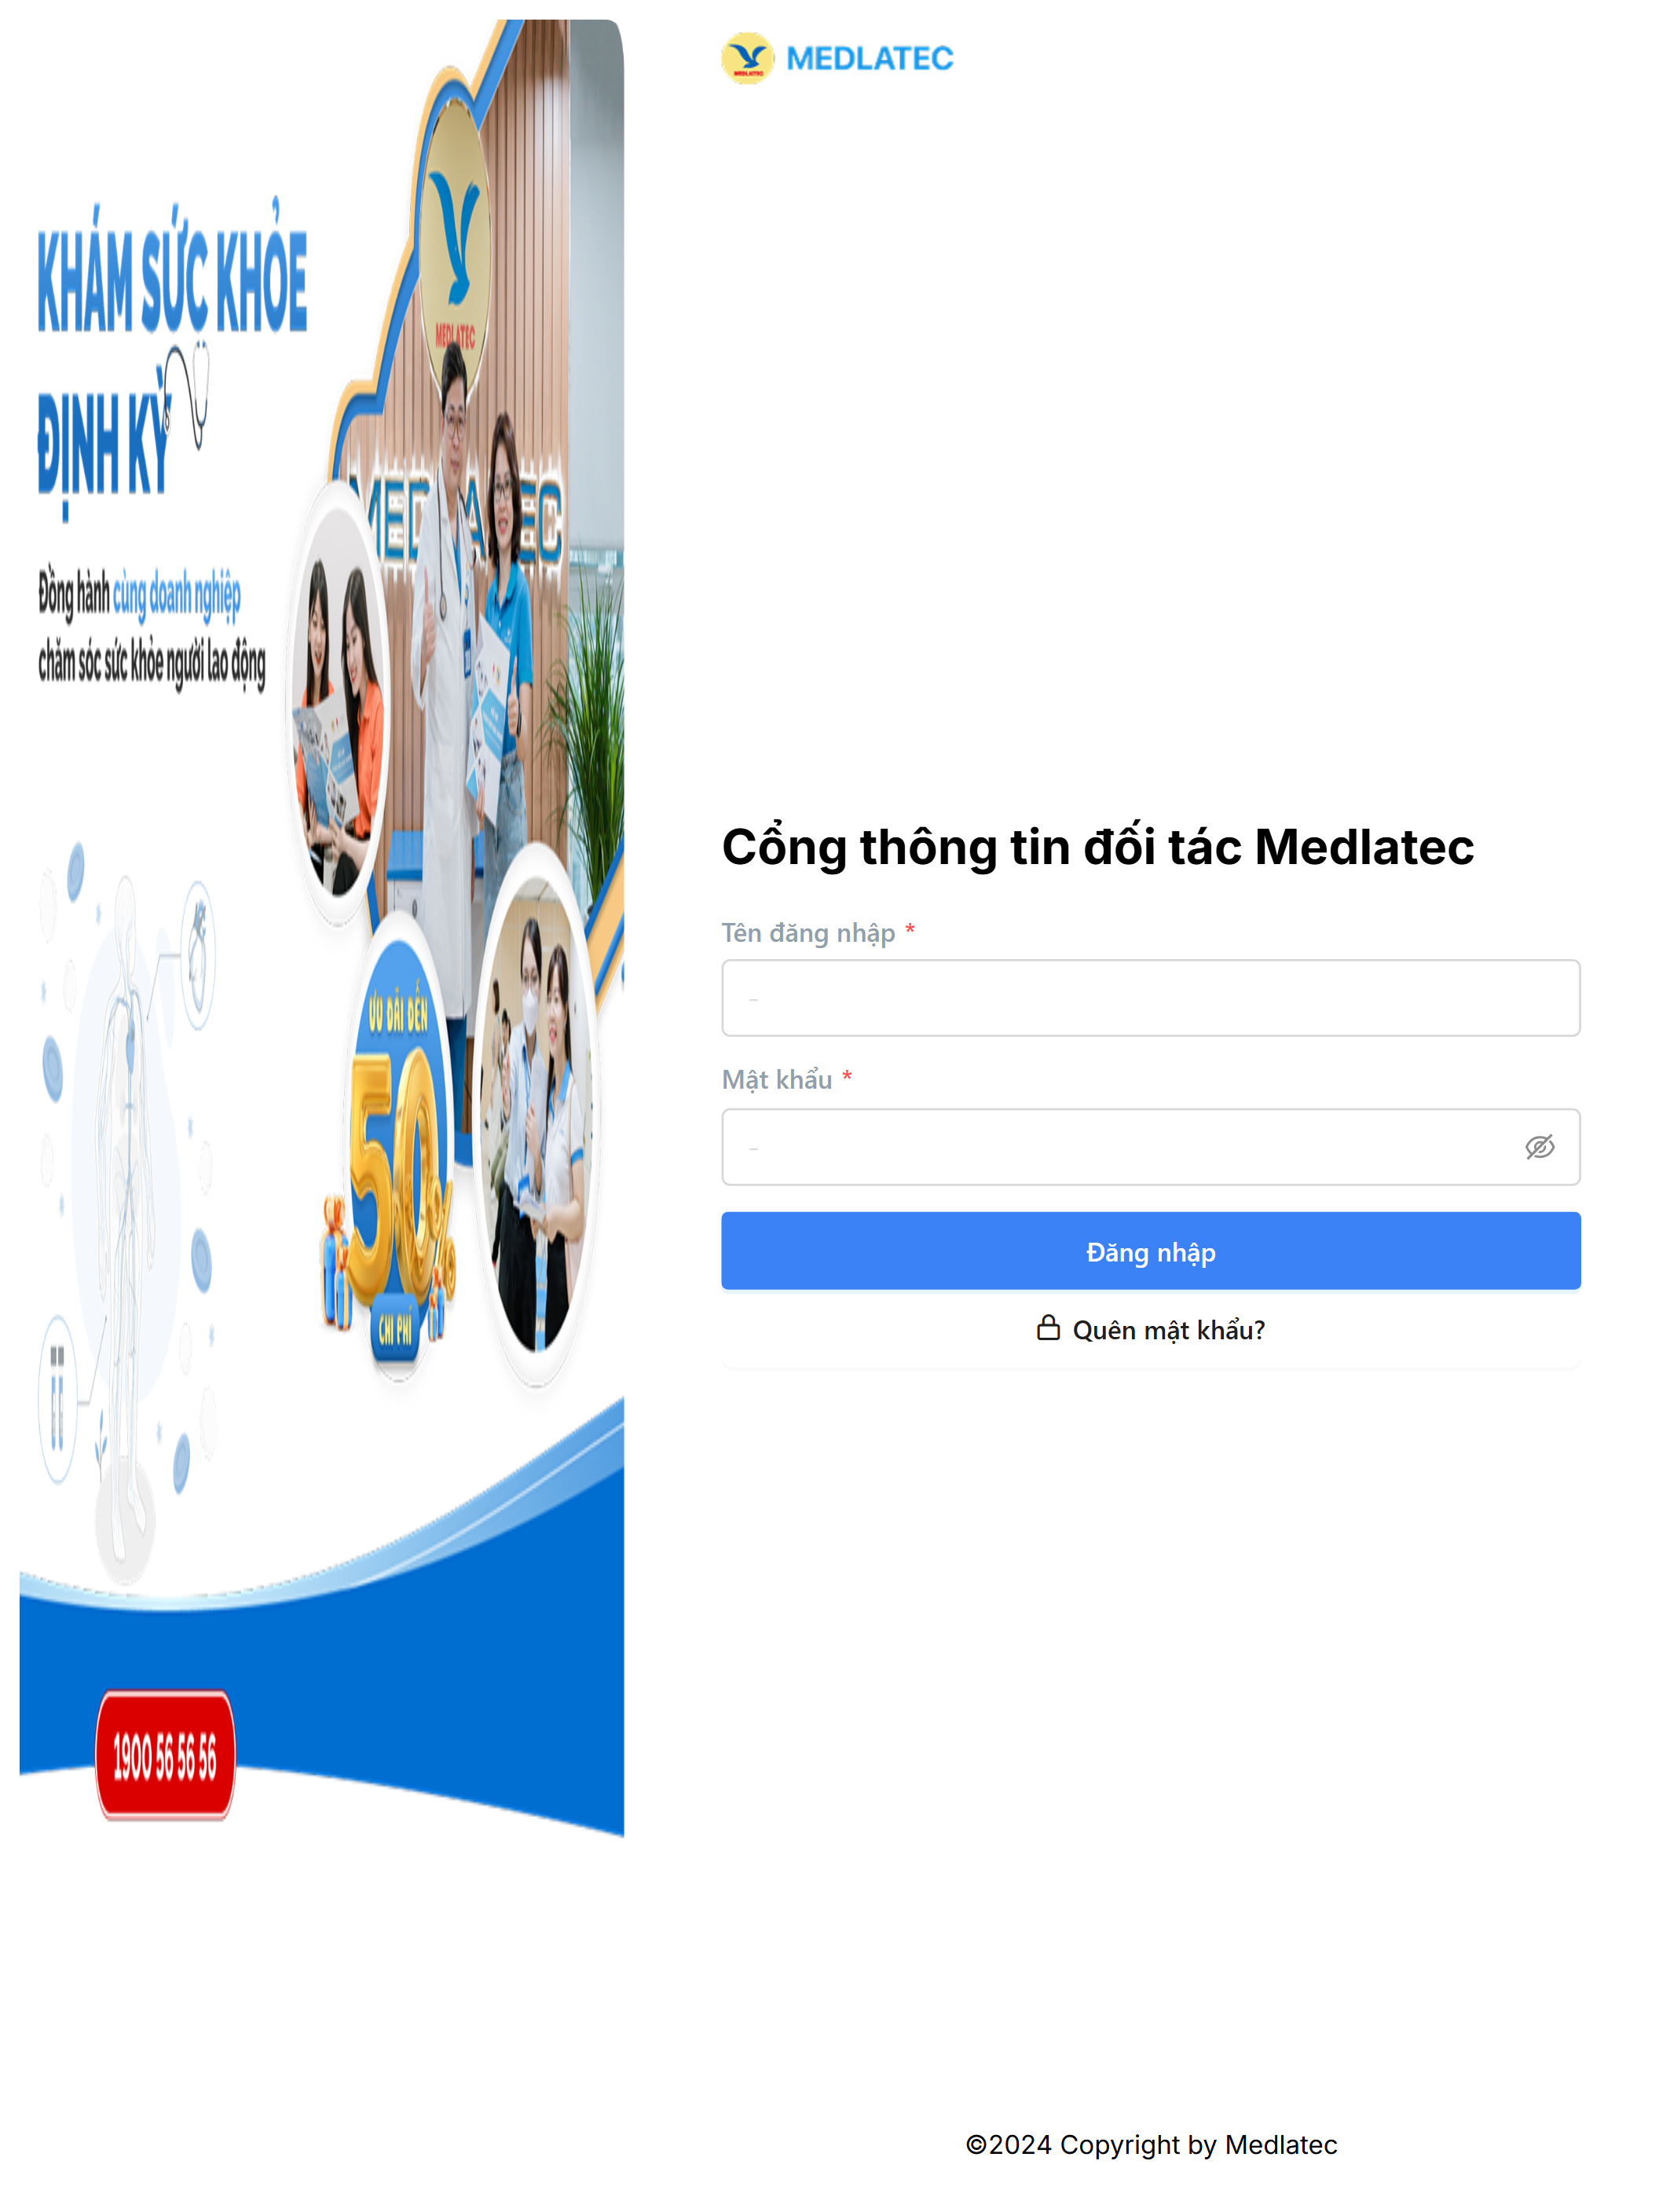 KHÁM SỨC KHỎE
ĐỊNH KỲ
Đồng hành cùng doanh nghiệp
chăm sóc sức khỏe người lao động
MEDLATEC
MEDLATEC
ƯU ĐÃI ĐẾN
50%
CHI PHÍ
1900 56 56 56
MEDLATEC
MEDLATEC
Cổng thông tin đối tác Medlatec
Tên đăng nhập *
-
Mật khẩu *
-
Đăng nhập
Quên mật khẩu?
©2024 Copyright by Medlatec